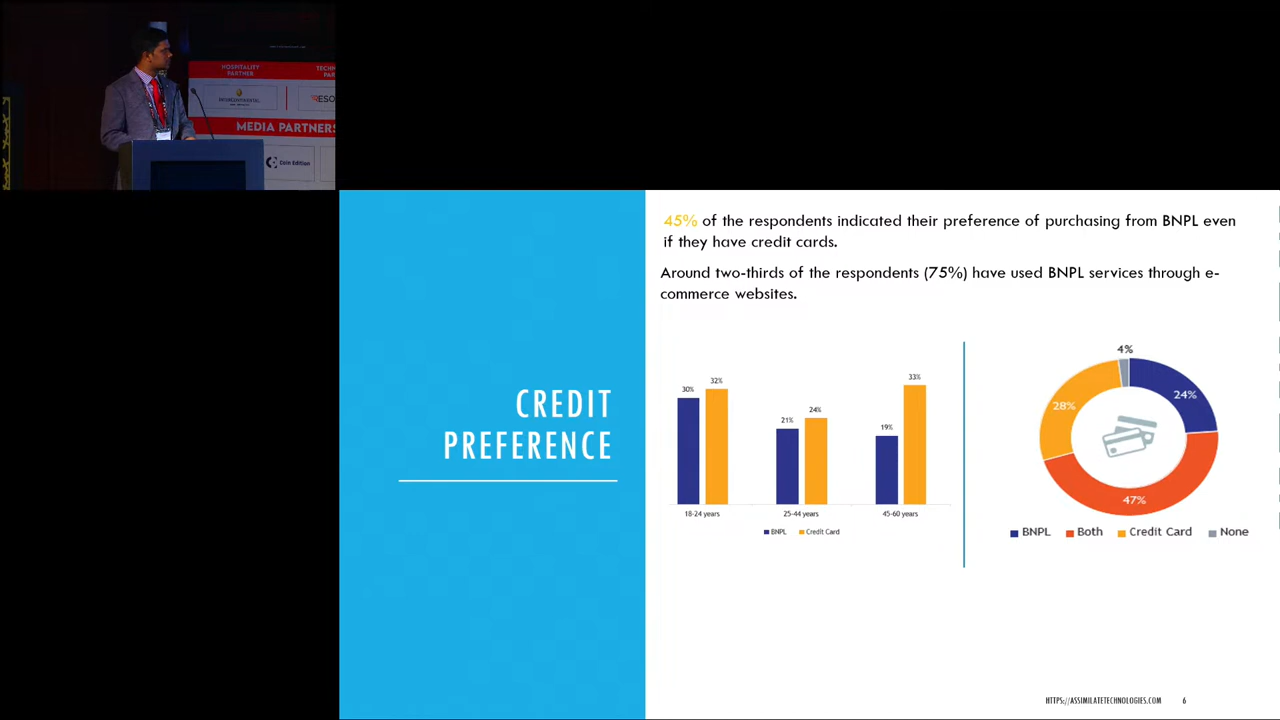 HOSPITALITY
PARTNER
INTERCONTINENTAL
MEDIA PARTNERS
Coin Edition
45% of the respondents indicated their preference of purchasing from BNPL even
if they have credit cards.
Around two-thirds of the respondents (75%) have used BNPL services through e-
commerce websites.
CREDIT
PREFERENCE
30%
32%
21%
24%
19%
33%
18-24 years
25-44 years
45-60 years
BNPL
Credit Card
4%
24%
28%
47%
BNPL
Both
Credit Card
None
HTTPS://ASSIMILATETECHNOLOGIES.COM
6